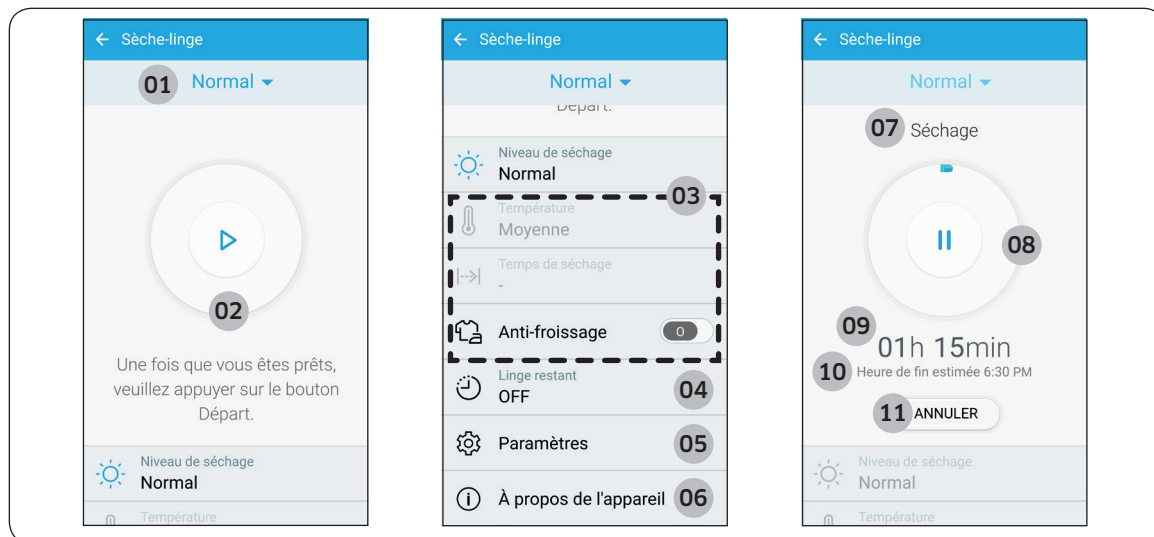 Sèche-linge
01 Normal
02
Une fois que vous êtes prêts,
veuillez appuyer sur le bouton
Départ.
Niveau de séchage
Normal
Température
Sèche-linge
Normal
Départ.
Niveau de séchage
Normal
03
Température
Moyenne
Temps de séchage
-
Anti-froissage 0
Linge restant
OFF 04
Paramètres 05
À propos de l'appareil 06
Sèche-linge
Normal
07 Séchage
08
09
01h 15min
10 Heure de fin estimée 6:30 PM
11 ANNULER
Niveau de séchage
Normal
Température